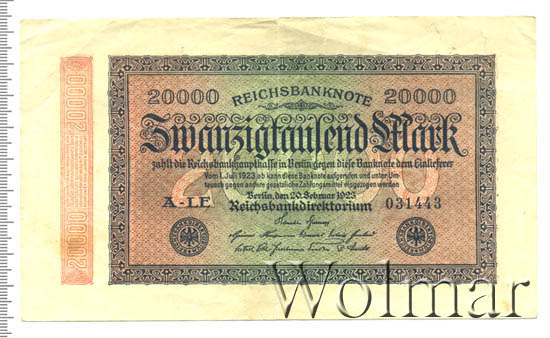 20000 REICHSBANKNOTE 20000
Zwanzigtausend Mark
zahlt die Reichsbankhauptkasse in Berlin gegen diese Banknote dem Einlieferer
Vom 1. Juli 1923 ab kann diese Banknote aufgerufen und unter Um-
tausch gegen andere gesetzliche Zahlungsmittel eingezogen werden
Berlin, den 20. Februar 1923
A-LE Reichsbankdirektorium 031443
20000
20000
Wolmar